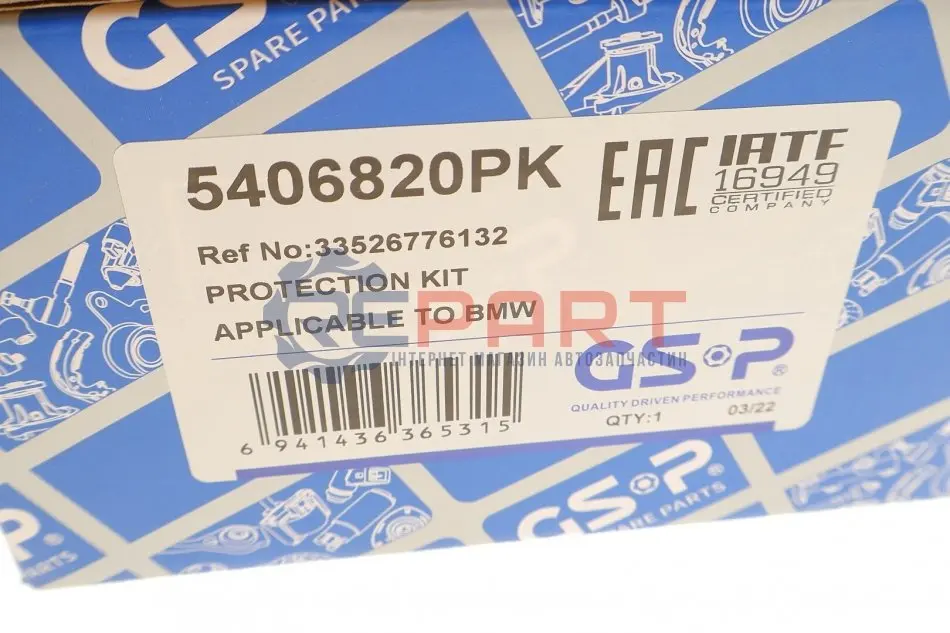 GSP
SPARE PARTS
5406820PK
EAC
IATF
16949
CERTIFIED
COMPANY
Ref No:33526776132
PROTECTION KIT
APPLICABLE TO BMW
REPART
ІНТЕРНЕТ МАГАЗИН АВТОЗАПЧАСТИН
GSP®
QUALITY DRIVEN PERFORMANCE
QTY:1 03/22
6 941436 365315
GSP
SPARE PARTS
P
ARTS